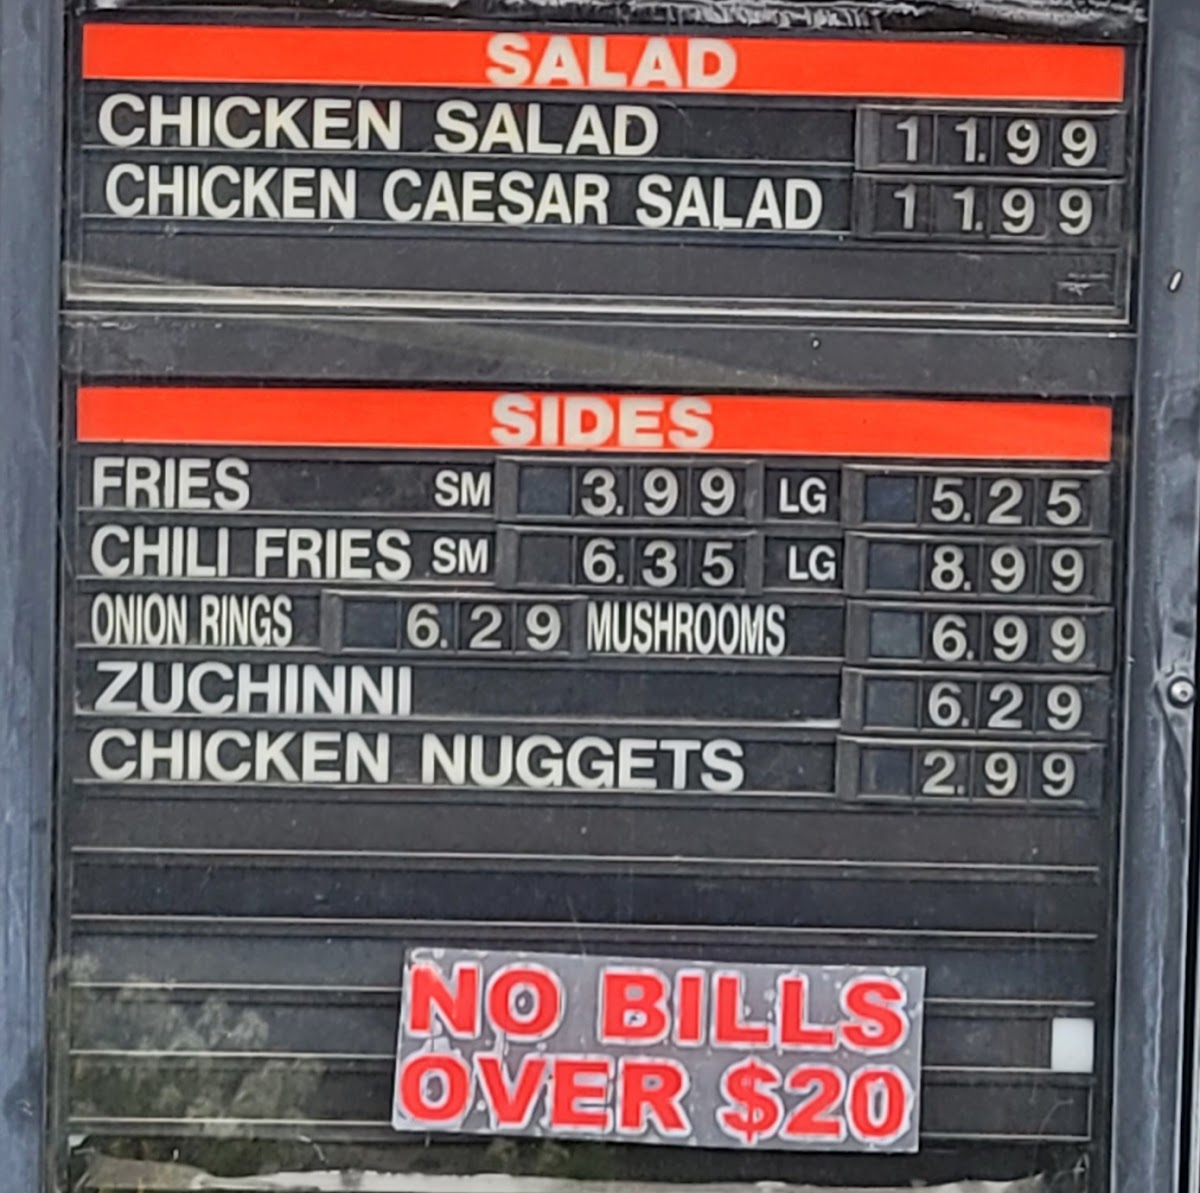 SALAD
CHICKEN SALAD 11.99
CHICKEN CAESAR SALAD 11.99
SIDES
FRIES SM 3.99 LG 5.25
CHILI FRIES SM 6.35 LG 8.99
ONION RINGS 6.29 MUSHROOMS 6.99
ZUCHINNI 6.29
CHICKEN NUGGETS 2.99
NO BILLS
OVER $20